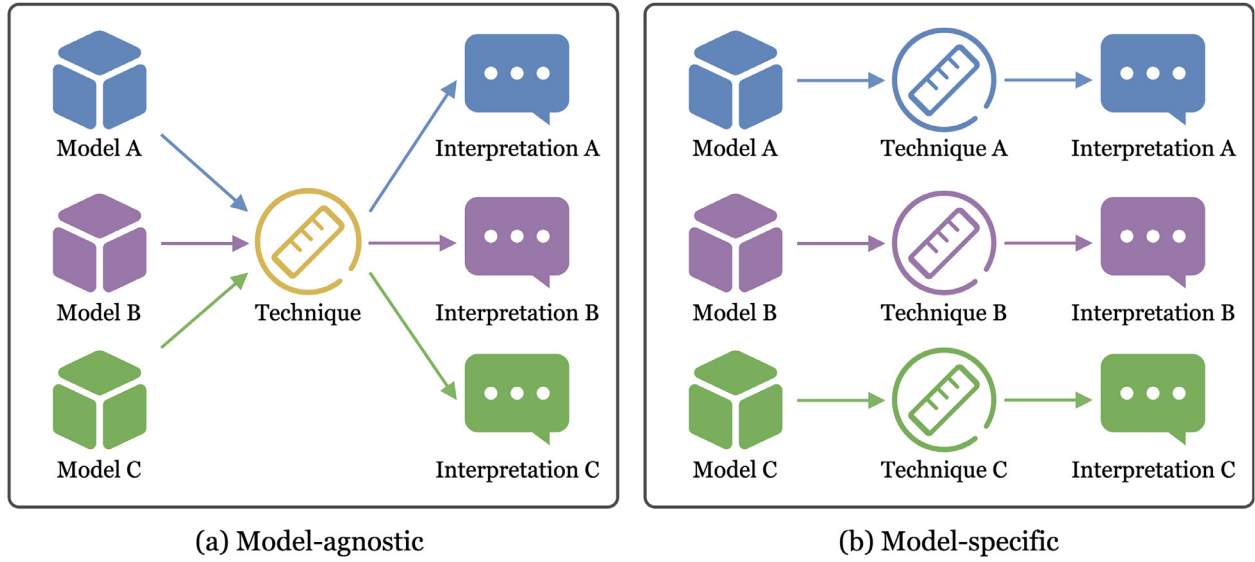 Model A
Interpretation A
Model B
Technique
Interpretation B
Model C
Interpretation C
(a) Model-agnostic
Model A
Technique A
Interpretation A
Model B
Technique B
Interpretation B
Model C
Technique C
Interpretation C
(b) Model-specific